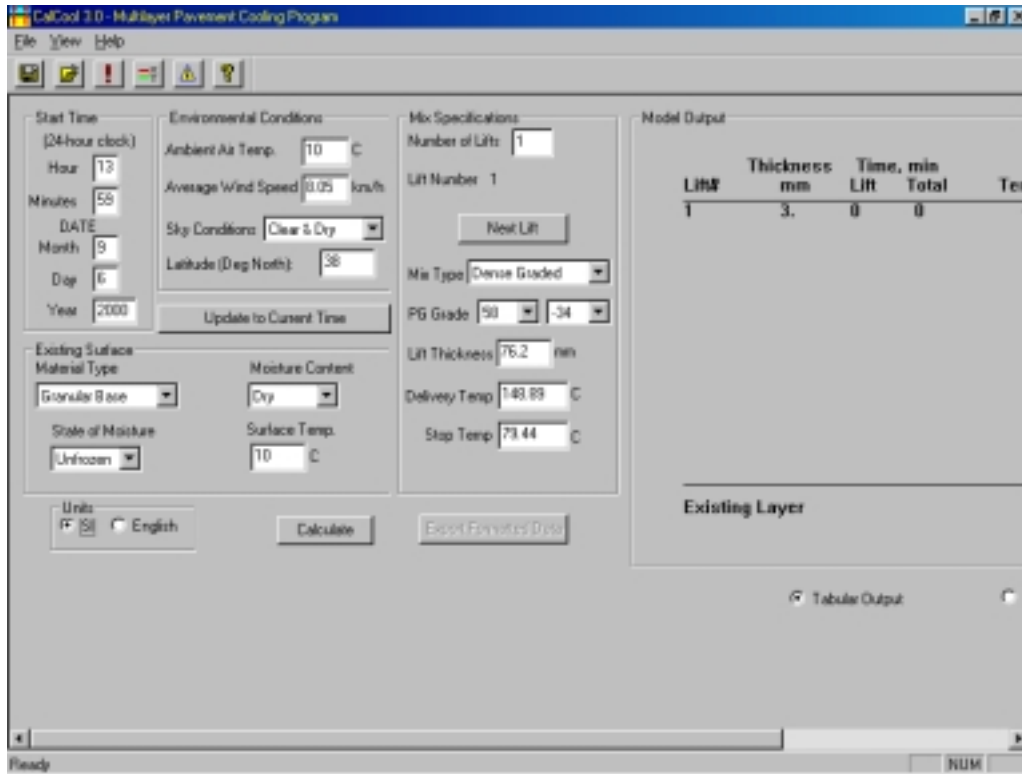 CalCool 3.0 - Multilayer Pavement Cooling Program
File View Help
Start Time
(24-hour clock)
Hour 13
Minutes 59
DATE
Month 9
Day 6
Year 2000
Environmental Conditions
Ambient Air Temp. 10 C
Average Wind Speed 8.05 km/h
Sky Conditions Clear & Dry
Latitude (Deg North): 38
Update to Current Time
Existing Surface
Material Type
Granular Base
Moisture Content
Dry
State of Moisture
Unfrozen
Surface Temp.
10 C
Units
SI English
Calculate
Mix Specifications
Number of Lifts 1
Lift Number 1
Next Lift
Mix Type Dense Graded
PG Grade 58 -34
Lift Thickness 76.2 mm
Delivery Temp 148.89 C
Stop Temp 79.44 C
Export Formatted Data
Model Output
Thickness Time, min
Lift# mm Lift Total
1 3. 0 0
Existing Layer
Tabular Output
Ready
NUM